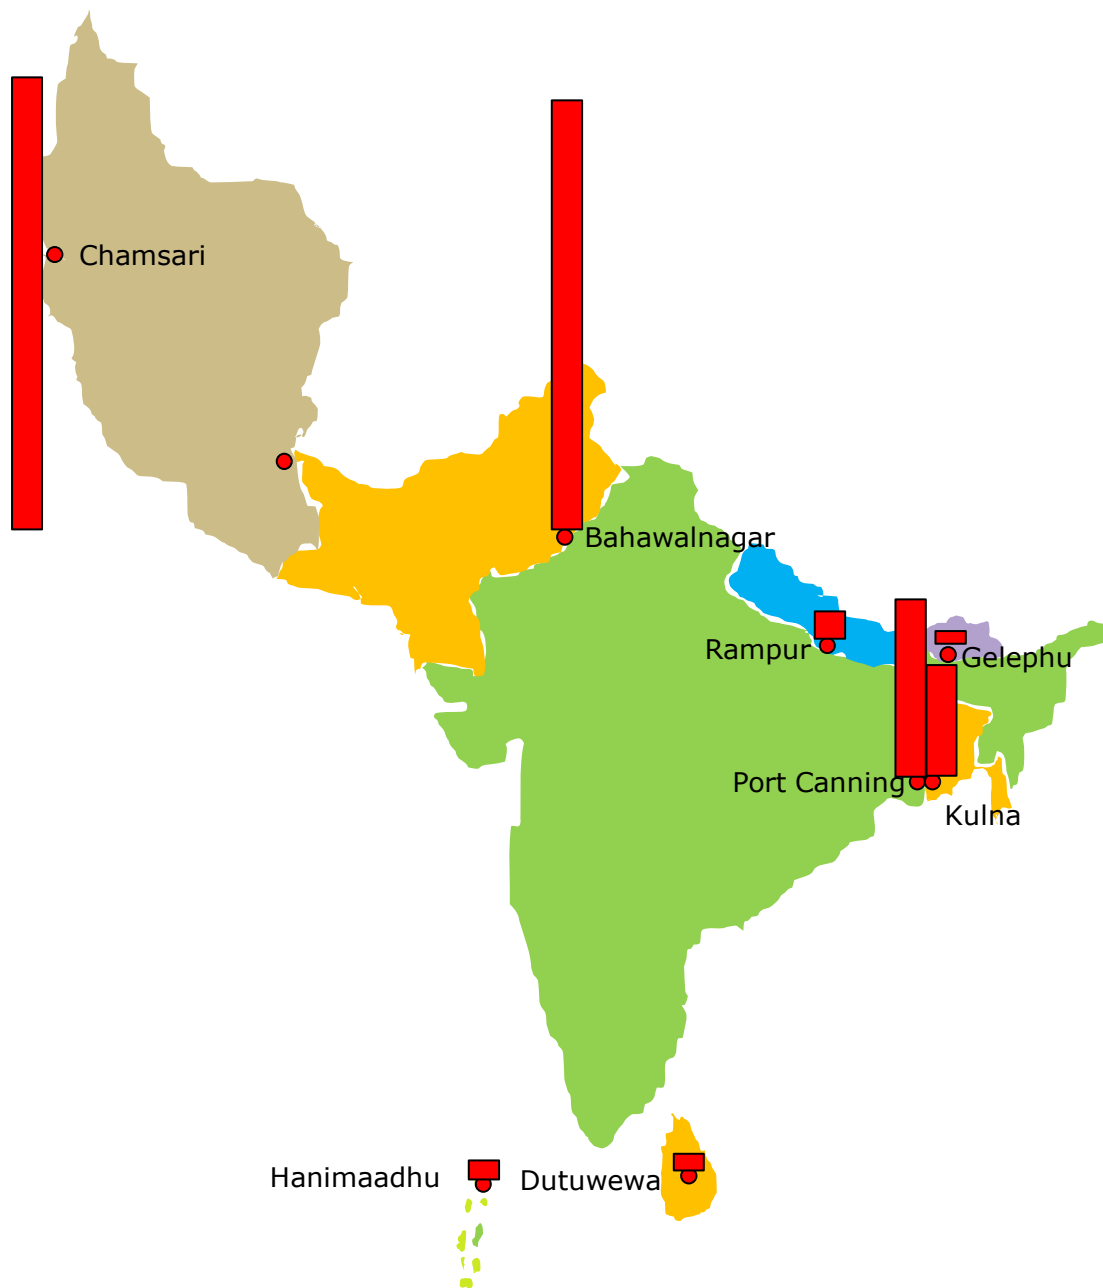 Chamsari
Bahawalnagar
Rampur
Gelephu
Port Canning
Kulna
Hanimaadhu
Dutuwewa